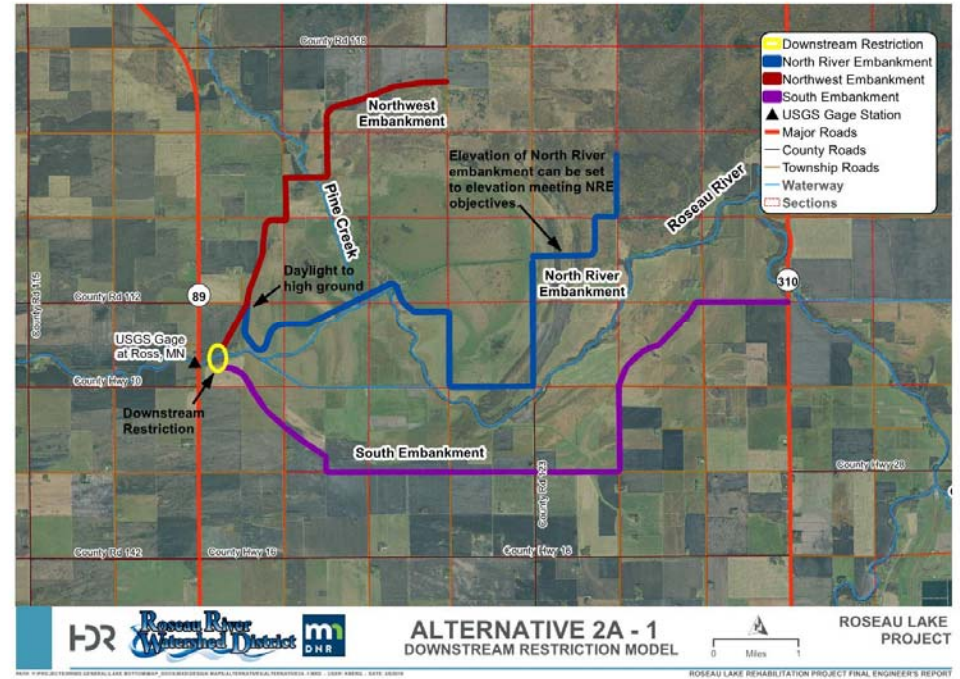 County Rd 118
Downstream Restriction
North River Embankment
Northwest Embankment
South Embankment
USGS Gage Station
Major Roads
County Roads
Township Roads
Waterway
Sections
Northwest
Embankment
Elevation of North River
embankment can be set
to elevation meeting NRE
objectives
Pine Creek
Roseau River
Daylight to
high ground
North River
Embankment
County Rd 115
County Rd 112
89
310
USGS Gage
at Ross, MN
County Hwy 10
Downstream
Restriction
South Embankment
County Rd 123
County Hwy 28
County Rd 142
County Hwy 16
County Hwy 16
HDR
Roseau River
Watershed District
mn
DNR
ALTERNATIVE 2A - 1
DOWNSTREAM RESTRICTION MODEL
0 Miles 1
ROSEAU LAKE
PROJECT
ROSEAU LAKE REHABILITATION PROJECT FINAL ENGINEER'S REPORT